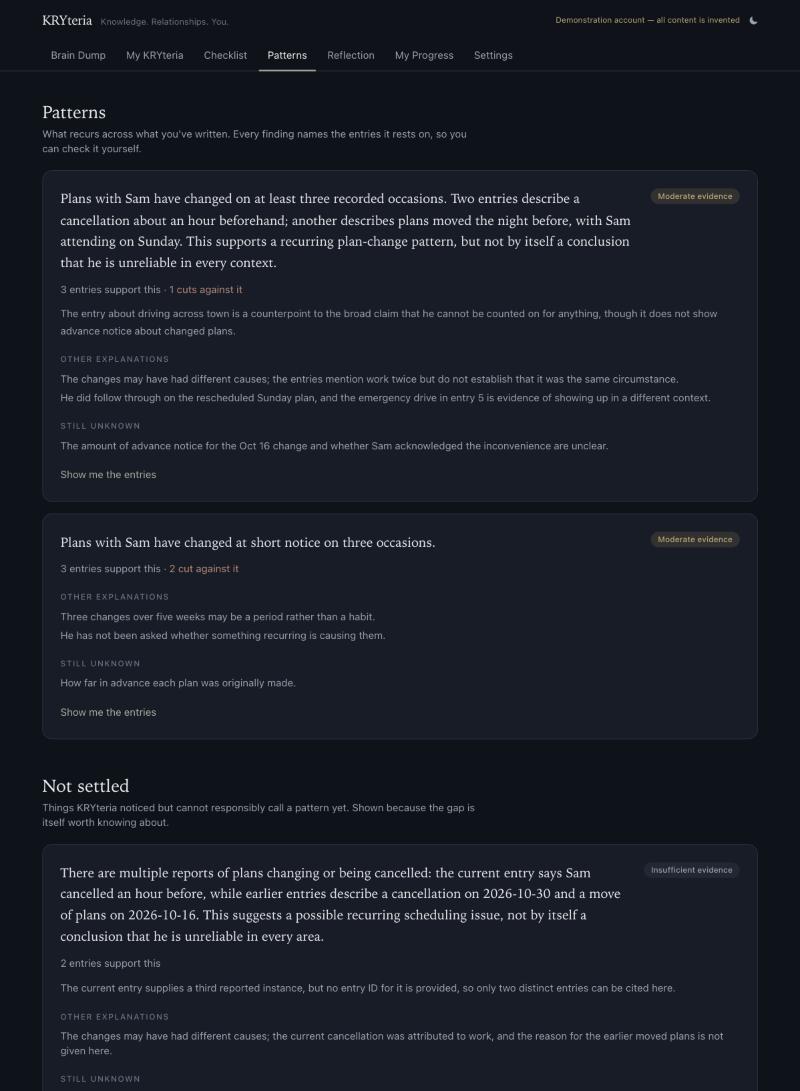 KRYteria Knowledge. Relationships. You.
Demonstration account — all content is invented
Brain Dump My KRYteria Checklist Patterns Reflection My Progress Settings
Patterns
What recurs across what you've written. Every finding names the entries it rests on, so you
can check it yourself.
Plans with Sam have changed on at least three recorded occasions. Two entries describe a
cancellation about an hour beforehand; another describes plans moved the night before, with Sam
attending on Sunday. This supports a recurring plan-change pattern, but not by itself a conclusion
that he is unreliable in every context.
Moderate evidence
3 entries support this · 1 cuts against it
The entry about driving across town is a counterpoint to the broad claim that he cannot be counted on for anything, though it does not show
advance notice about changed plans.
OTHER EXPLANATIONS
The changes may have had different causes; the entries mention work twice but do not establish that it was the same circumstance.
He did follow through on the rescheduled Sunday plan, and the emergency drive in entry 5 is evidence of showing up in a different context.
STILL UNKNOWN
The amount of advance notice for the Oct 16 change and whether Sam acknowledged the inconvenience are unclear.
Show me the entries
Plans with Sam have changed at short notice on three occasions.
Moderate evidence
3 entries support this · 2 cut against it
OTHER EXPLANATIONS
Three changes over five weeks may be a period rather than a habit.
He has not been asked whether something recurring is causing them.
STILL UNKNOWN
How far in advance each plan was originally made.
Show me the entries
Not settled
Things KRYteria noticed but cannot responsibly call a pattern yet. Shown because the gap is
itself worth knowing about.
There are multiple reports of plans changing or being cancelled: the current entry says Sam
cancelled an hour before, while earlier entries describe a cancellation on 2026-10-30 and a move
of plans on 2026-10-16. This suggests a possible recurring scheduling issue, not by itself a
conclusion that he is unreliable in every area.
Insufficient evidence
2 entries support this
The current entry supplies a third reported instance, but no entry ID for it is provided, so only two distinct entries can be cited here.
OTHER EXPLANATIONS
The changes may have had different causes; the current cancellation was attributed to work, and the reason for the earlier moved plans is not
given here.
STILL UNKNOWN